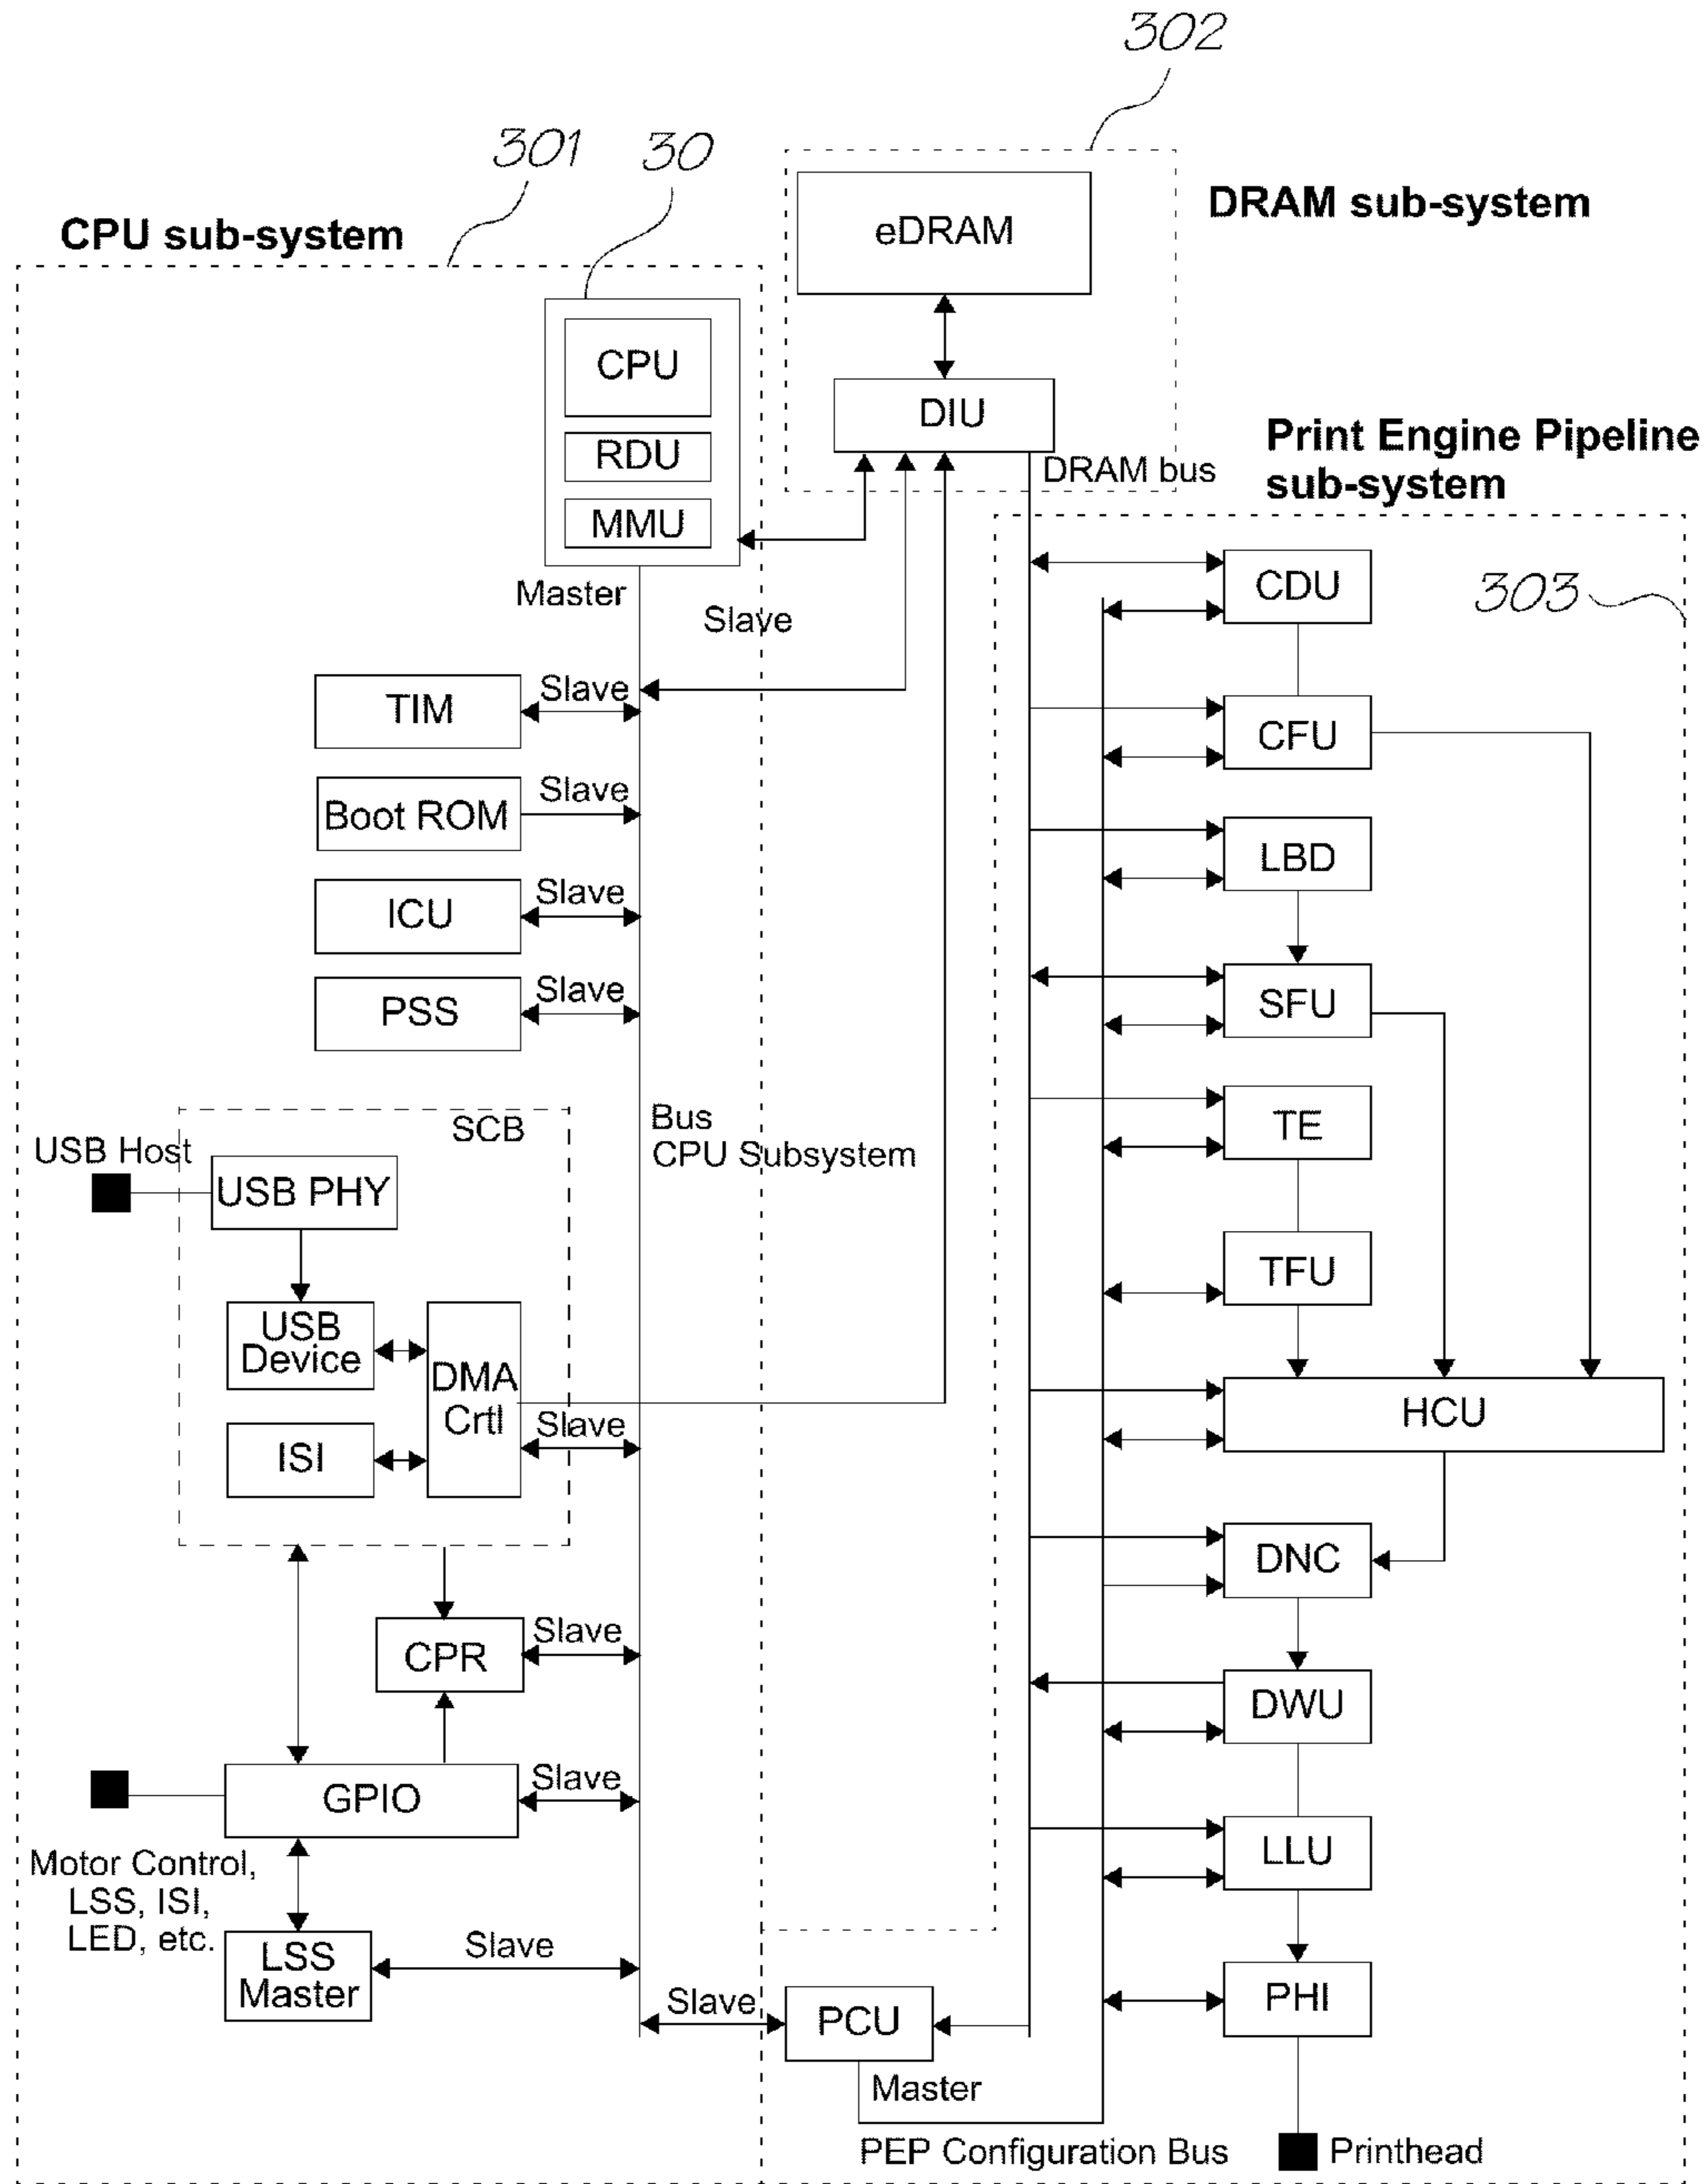 302
301
30
CPU sub-system
DRAM sub-system
eDRAM
CPU
RDU
MMU
DIU
DRAM bus
Print Engine Pipeline
sub-system
Master
Slave
CDU
303
TIM
Slave
CFU
Boot ROM
Slave
LBD
ICU
Slave
PSS
Slave
SFU
SCB
Bus
CPU Subsystem
TE
USB Host
USB PHY
TFU
USB
Device
DMA
Crtl
Slave
ISI
HCU
DNC
CPR
Slave
DWU
GPIO
Slave
Motor Control,
LSS, ISI,
LED, etc.
LLU
LSS
Master
Slave
Slave
PCU
PHI
Master
PEP Configuration Bus
Printhead